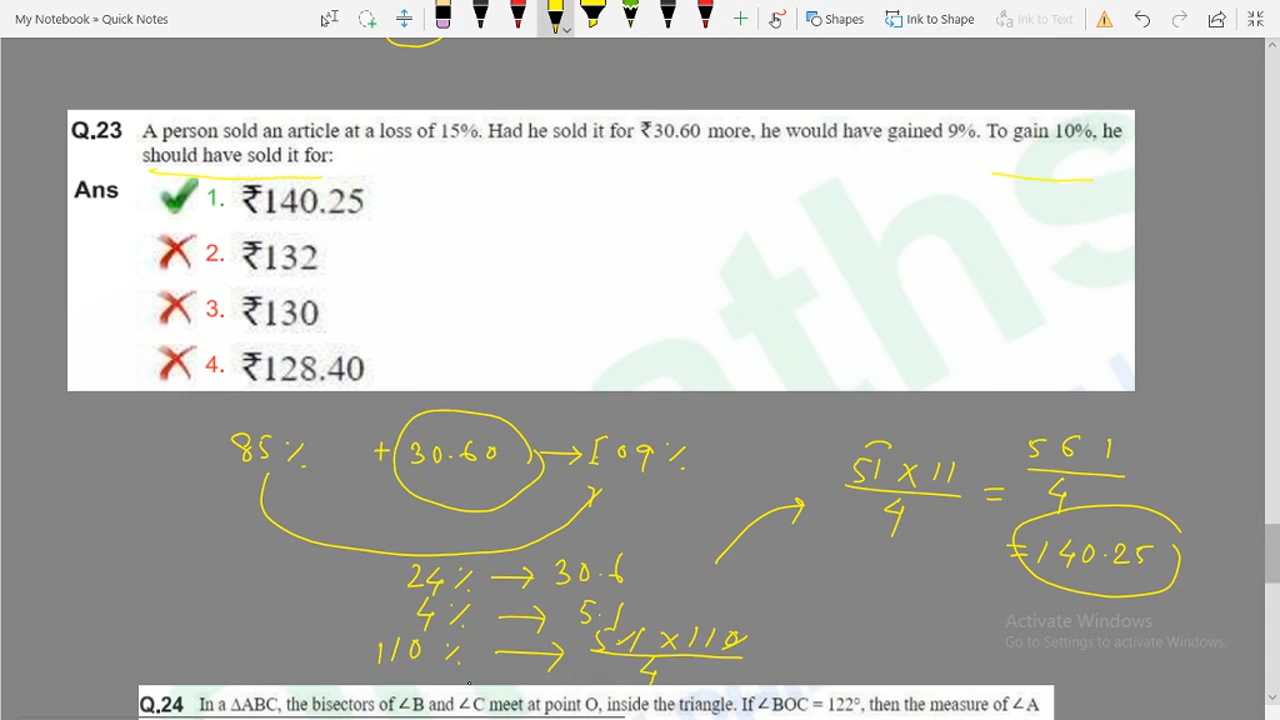 My Notebook » Quick Notes
Shapes
Ink to Shape
Ink to Text
Q.23 A person sold an article at a loss of 15%. Had he sold it for ₹30.60 more, he would have gained 9%. To gain 10%, he
should have sold it for:
Ans
1. ₹140.25
2. ₹132
3. ₹130
4. ₹128.40
85% + 30.60 → 109%
24% → 30.6
4% → 5.1
110% → 5.1 x 110 / 4
51 x 11 / 4 = 561 / 4
= 140.25
Activate Windows
Go to Settings to activate Windows.
Q.24 In a ΔABC, the bisectors of ∠B and ∠C meet at point O, inside the triangle. If ∠BOC = 122°, then the measure of ∠A